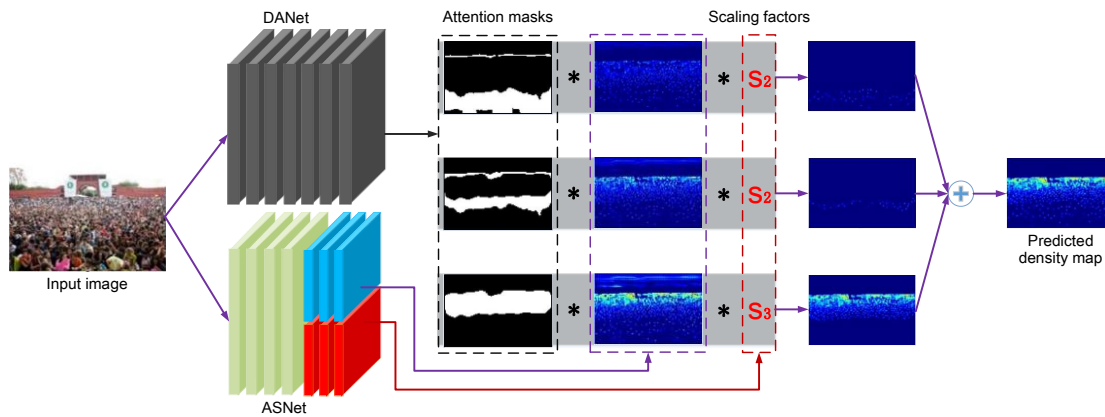 DANet
Attention masks
Scaling factors
* * S2
* * S2
* * S3
Input image
Predicted
density map
ASNet